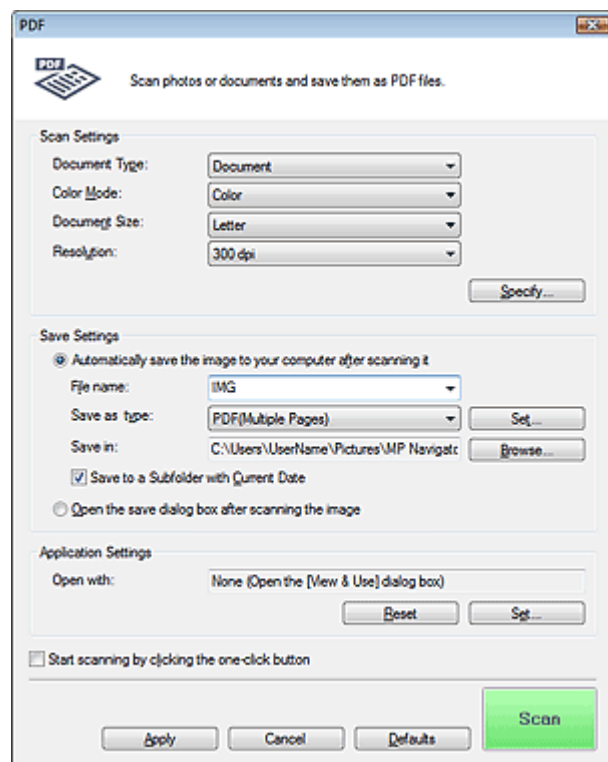 PDF
PDF
Scan photos or documents and save them as PDF files.
Scan Settings
Document Type: Document
Color Mode: Color
Document Size: Letter
Resolution: 300 dpi
Specify...
Save Settings
Automatically save the image to your computer after scanning it
File name: IMG
Save as type: PDF(Multiple Pages) Set...
Save in: C:\Users\UserName\Pictures\MP Navigatc Browse...
Save to a Subfolder with Current Date
Open the save dialog box after scanning the image
Application Settings
Open with: None (Open the [View & Use] dialog box)
Reset Set...
Start scanning by clicking the one-click button
Apply Cancel Defaults Scan